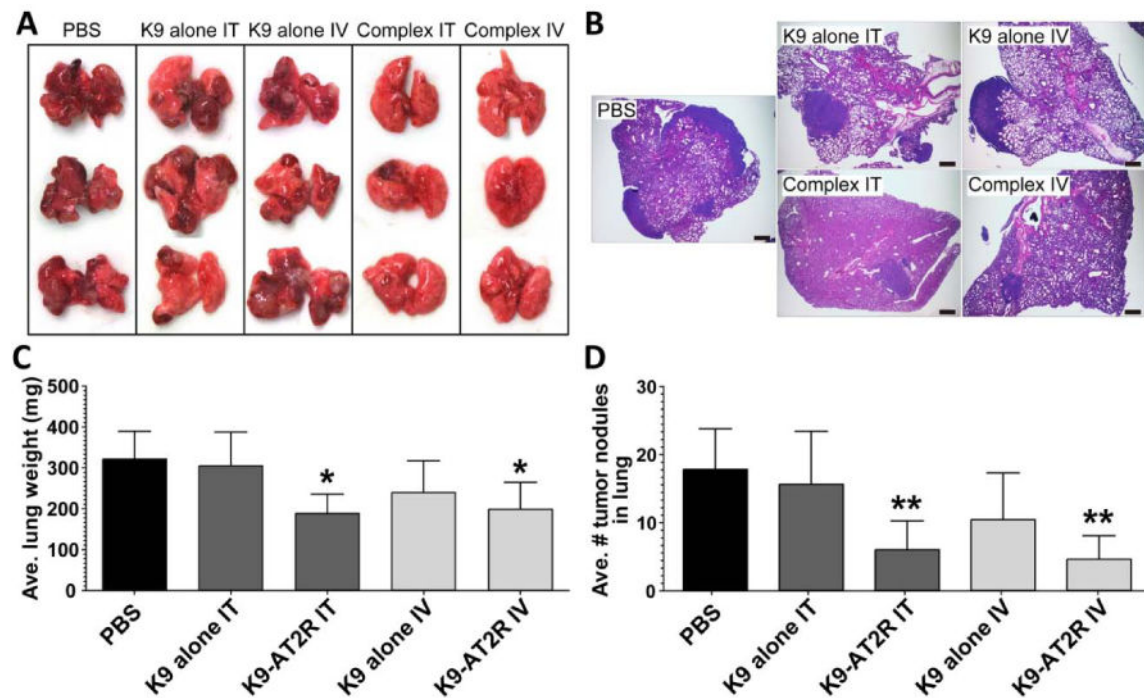 A
PBS
K9 alone IT
K9 alone IV
Complex IT
Complex IV
B
PBS
K9 alone IT
K9 alone IV
Complex IT
Complex IV
C
Ave. lung weight (mg)
500
400
300
200
100
0
*
*
PBS
K9 alone IT
K9-AT2R IT
K9 alone IV
K9-AT2R IV
D
Ave. # tumor nodules
in lung
30
20
10
0
**
**
PBS
K9 alone IT
K9-AT2R IT
K9 alone IV
K9-AT2R IV